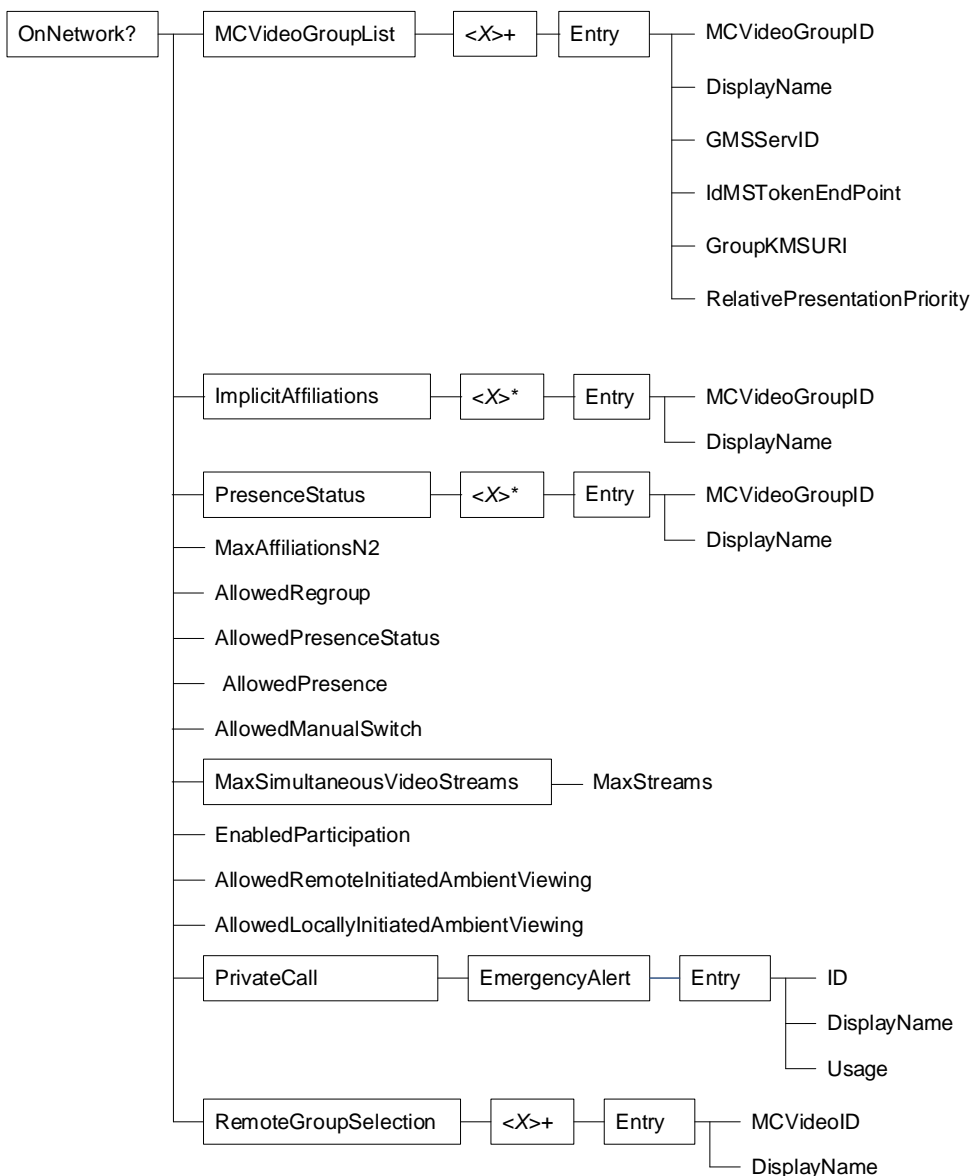 OnNetwork? MCVideoGroupList <X>+ Entry MCVideoGroupID
DisplayName
GMSServID
IdMSTokenEndPoint
GroupKMSURI
RelativePresentationPriority
ImplicitAffiliations <X>* Entry MCVideoGroupID
DisplayName
PresenceStatus <X>* Entry MCVideoGroupID
DisplayName
MaxAffiliationsN2
AllowedRegroup
AllowedPresenceStatus
AllowedPresence
AllowedManualSwitch
MaxSimultaneousVideoStreams MaxStreams
EnabledParticipation
AllowedRemoteInitiatedAmbientViewing
AllowedLocallyInitiatedAmbientViewing
PrivateCall EmergencyAlert Entry ID
DisplayName
Usage
RemoteGroupSelection <X>+ Entry MCVideoID
DisplayName